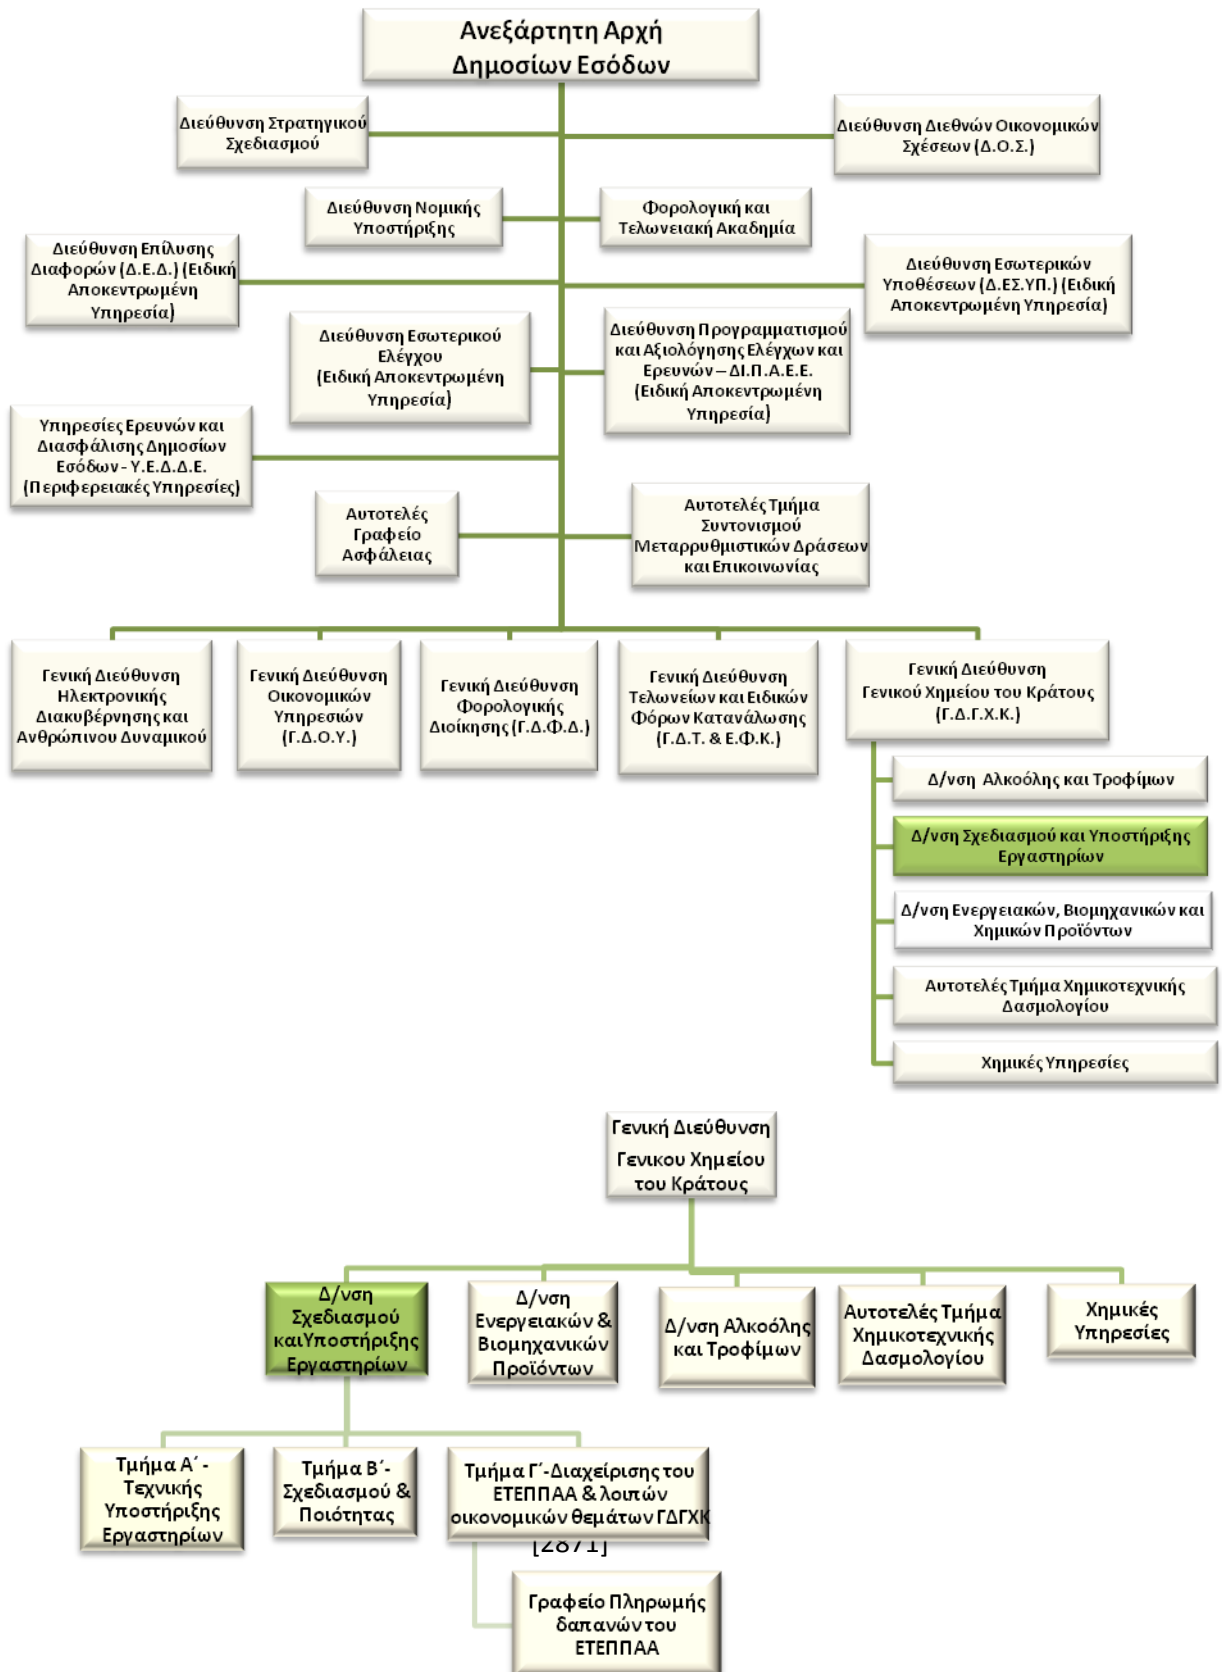 Ανεξάρτητη Αρχή
Δημοσίων Εσόδων
Διεύθυνση Στρατηγικού
Σχεδιασμού
Διεύθυνση Διεθνών Οικονομικών
Σχέσεων (Δ.Ο.Σ.)
Διεύθυνση Νομικής
Υποστήριξης
Φορολογική και
Τελωνειακή Ακαδημία
Διεύθυνση Επίλυσης
Διαφορών (Δ.Ε.Δ.) (Ειδική
Αποκεντρωμένη
Υπηρεσία)
Διεύθυνση Εσωτερικών
Υποθέσεων (Δ.ΕΣ.ΥΠ.) (Ειδική
Αποκεντρωμένη Υπηρεσία)
Διεύθυνση Εσωτερικού
Ελέγχου
(Ειδική Αποκεντρωμένη
Υπηρεσία)
Διεύθυνση Προγραμματισμού
και Αξιολόγησης Ελέγχων και
Ερευνών – ΔΙ.Π.Α.Ε.Ε.
(Ειδική Αποκεντρωμένη
Υπηρεσία)
Υπηρεσίες Ερευνών και
Διασφάλισης Δημοσίων
Εσόδων - Υ.Ε.Δ.Δ.Ε.
(Περιφερειακές Υπηρεσίες)
Αυτοτελές
Γραφείο
Ασφάλειας
Αυτοτελές Τμήμα
Συντονισμού
Μεταρρυθμιστικών Δράσεων
και Επικοινωνίας
Γενική Διεύθυνση
Ηλεκτρονικής
Διακυβέρνησης και
Ανθρώπινου Δυναμικού
Γενική Διεύθυνση
Οικονομικών
Υπηρεσιών
(Γ.Δ.Ο.Υ.)
Γενική Διεύθυνση
Φορολογικής
Διοίκησης (Γ.Δ.Φ.Δ.)
Γενική Διεύθυνση
Τελωνείων και Ειδικών
Φόρων Κατανάλωσης
(Γ.Δ.Τ. & Ε.Φ.Κ.)
Γενική Διεύθυνση
Γενικού Χημείου του Κράτους
(Γ.Δ.Γ.Χ.Κ.)
Δ/νση Αλκοόλης και Τροφίμων
Δ/νση Σχεδιασμού και Υποστήριξης
Εργαστηρίων
Δ/νση Ενεργειακών, Βιομηχανικών και
Χημικών Προϊόντων
Αυτοτελές Τμήμα Χημικοτεχνικής
Δασμολογίου
Χημικές Υπηρεσίες
Γενική Διεύθυνση
Γενικου Χημείου
του Κράτους
Δ/νση
Σχεδιασμού
καιΥποστήριξης
Εργαστηρίων
Δ/νση
Ενεργειακών &
Βιομηχανικών
Προϊόντων
Δ/νση Αλκοόλης
και Τροφίμων
Αυτοτελές Τμήμα
Χημικοτεχνικής
Δασμολογίου
Χημικές
Υπηρεσίες
Τμήμα Α΄ -
Τεχνικής
Υποστήριξης
Εργαστηρίων
Τμήμα Β΄-
Σχεδιασμού &
Ποιότητας
Τμήμα Γ΄-Διαχείρισης του
ΕΤΕΠΠΑΑ & λοιπών
οικονομικών θεμάτων ΓΔΓΧΚ
[2871]
Γραφείο Πληρωμής
δαπανών του
ΕΤΕΠΠΑΑ